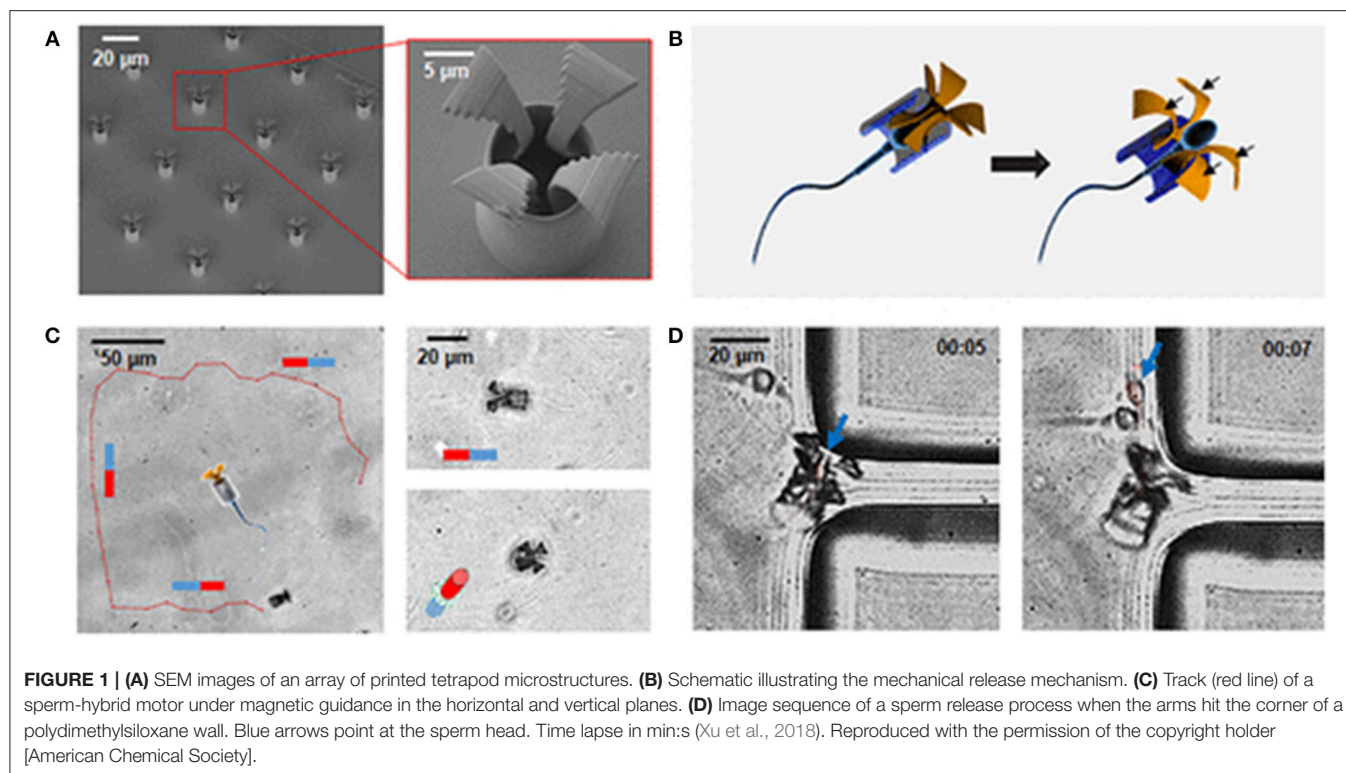 A
20 µm
5 µm
B
C
50 µm
20 µm
D
20 µm
00:05
00:07
FIGURE 1 | (A) SEM images of an array of printed tetrapod microstructures. (B) Schematic illustrating the mechanical release mechanism. (C) Track (red line) of a
sperm-hybrid motor under magnetic guidance in the horizontal and vertical planes. (D) Image sequence of a sperm release process when the arms hit the corner of a
polydimethylsiloxane wall. Blue arrows point at the sperm head. Time lapse in min:s (Xu et al., 2018). Reproduced with the permission of the copyright holder
[American Chemical Society].